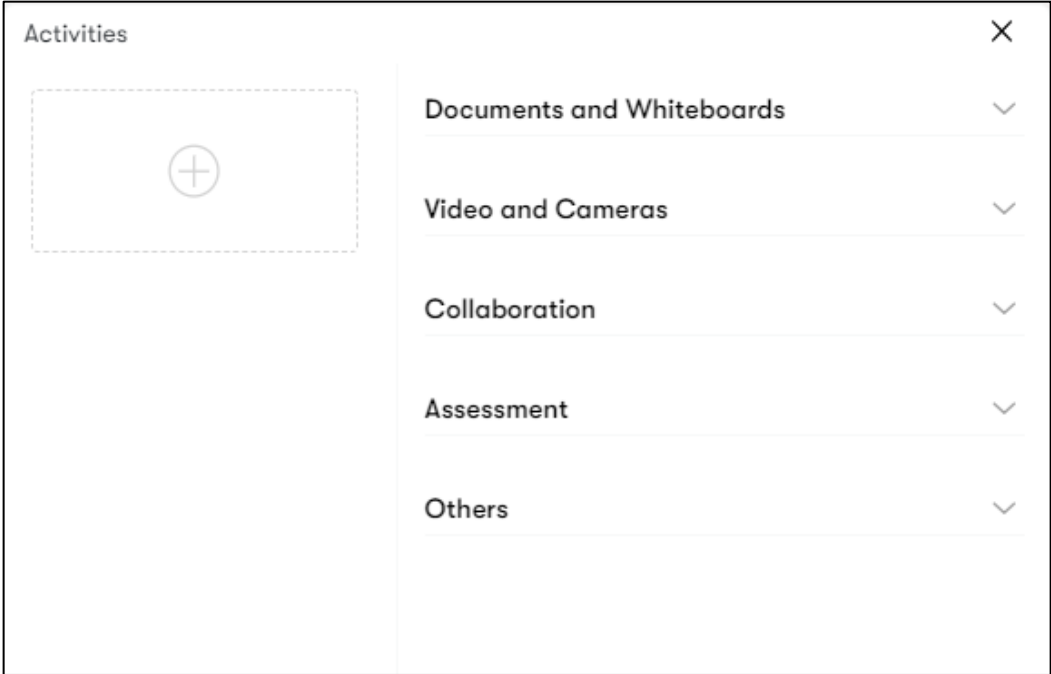 Activities
Documents and Whiteboards
Video and Cameras
Collaboration
Assessment
Others